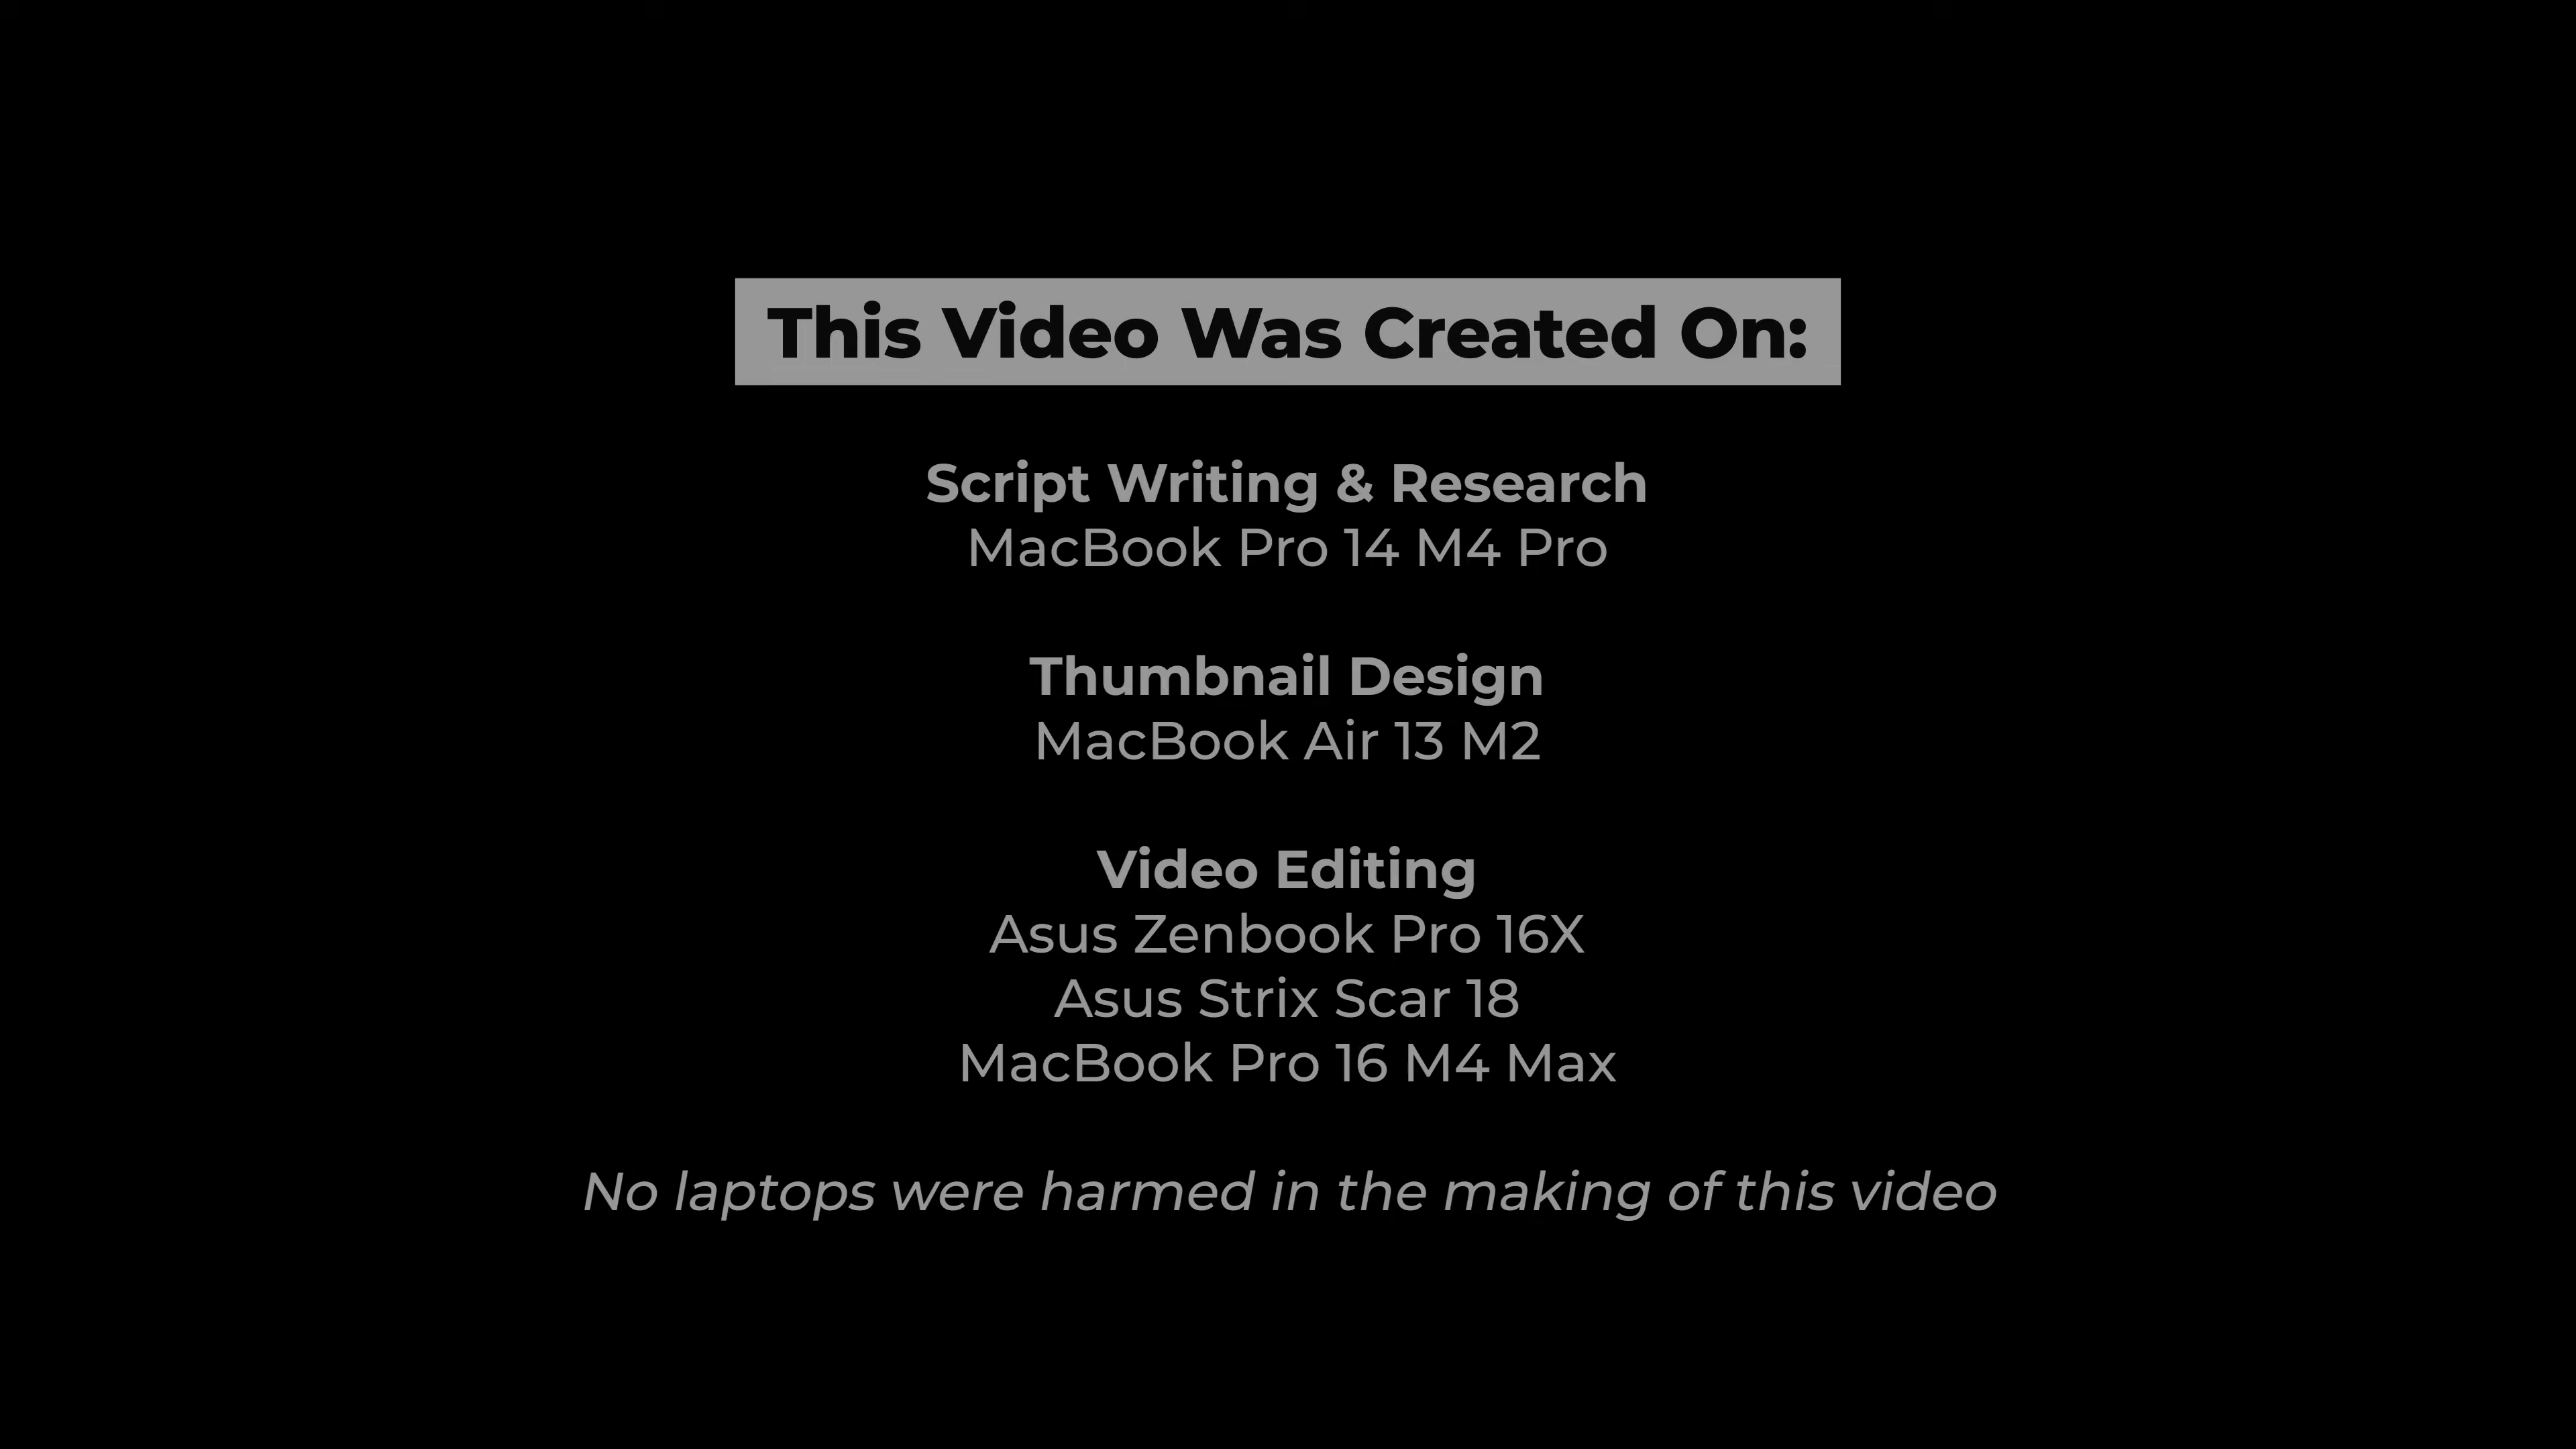 This Video Was Created On:
Script Writing & Research
MacBook Pro 14 M4 Pro
Thumbnail Design
MacBook Air 13 M2
Video Editing
Asus Zenbook Pro 16X
Asus Strix Scar 18
MacBook Pro 16 M4 Max
No laptops were harmed in the making of this video